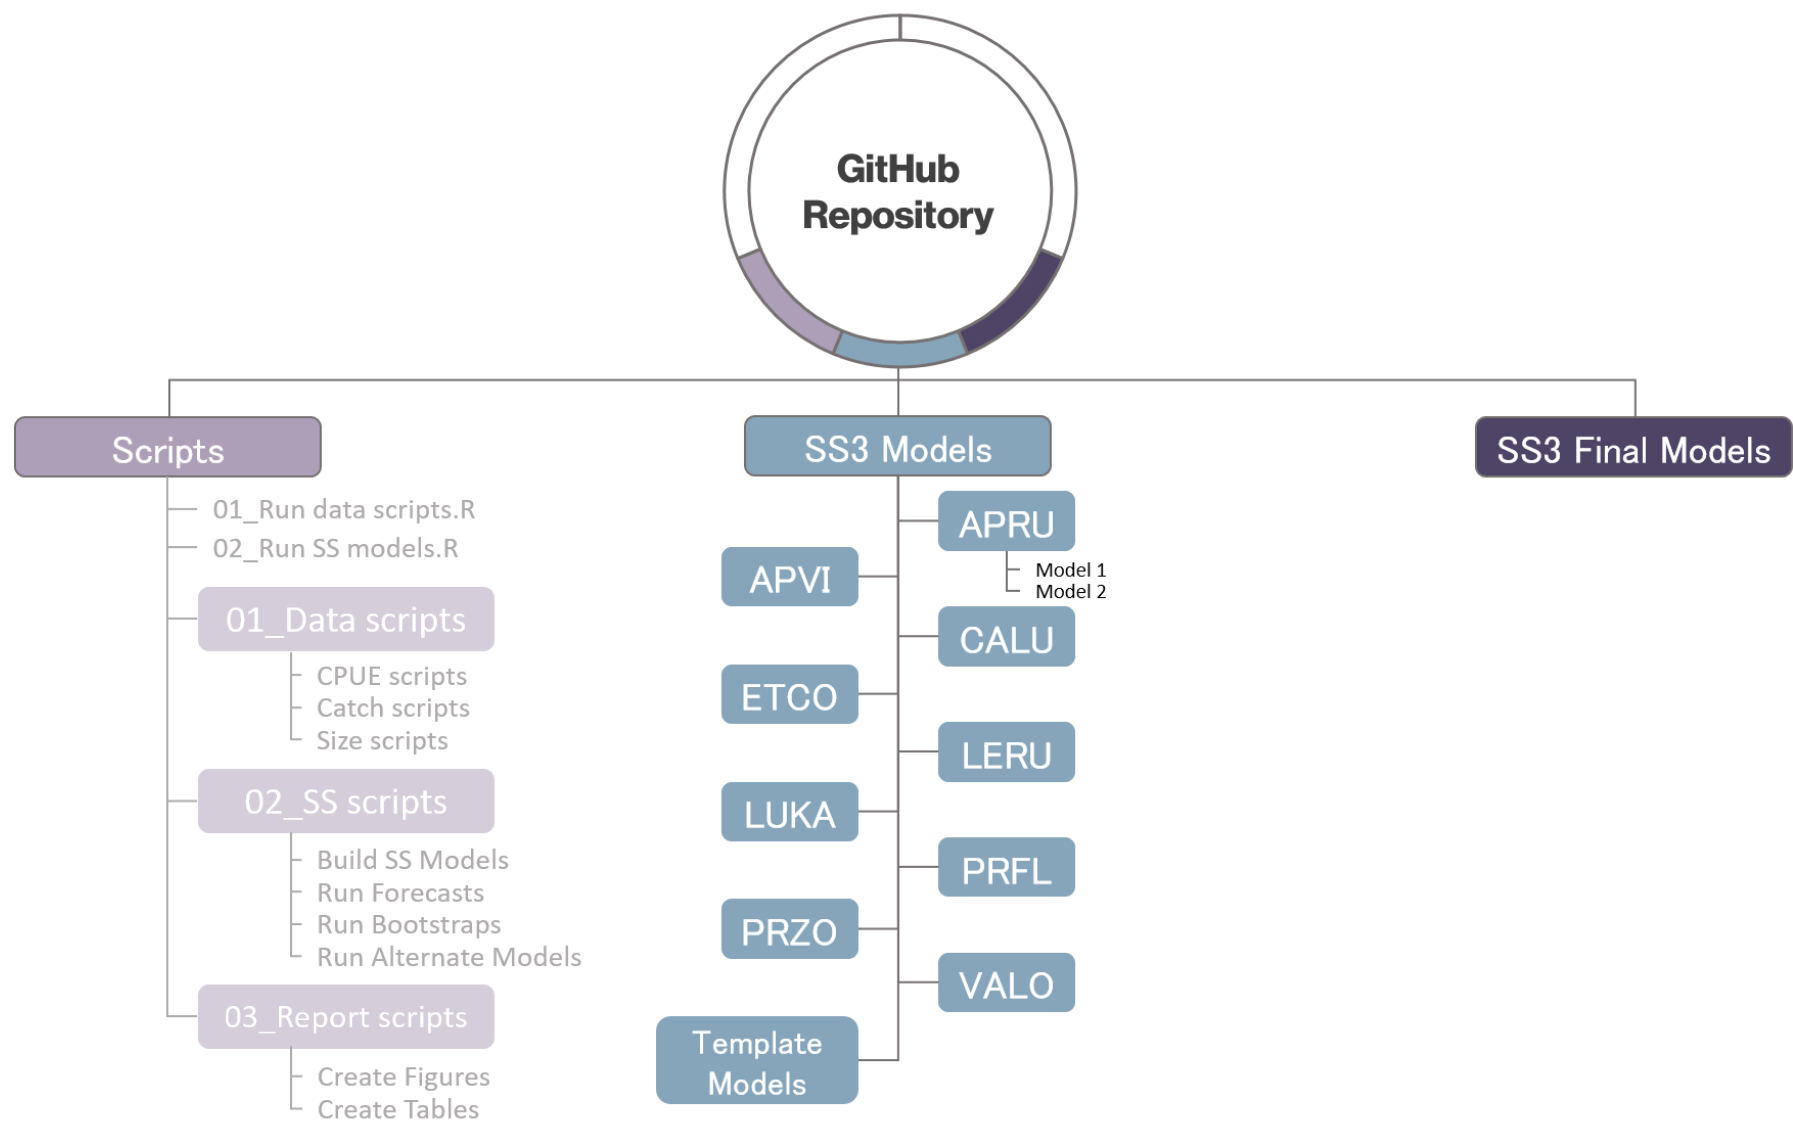 GitHub
Repository
Scripts
01_Run data scripts.R
02_Run SS models.R
01_Data scripts
CPUE scripts
Catch scripts
Size scripts
02_SS scripts
Build SS Models
Run Forecasts
Run Bootstraps
Run Alternate Models
03_Report scripts
Create Figures
Create Tables
SS3 Models
APRU
Model 1
Model 2
APVI
CALU
ETCO
LERU
LUKA
PRFL
PRZO
VALO
Template
Models
SS3 Final Models